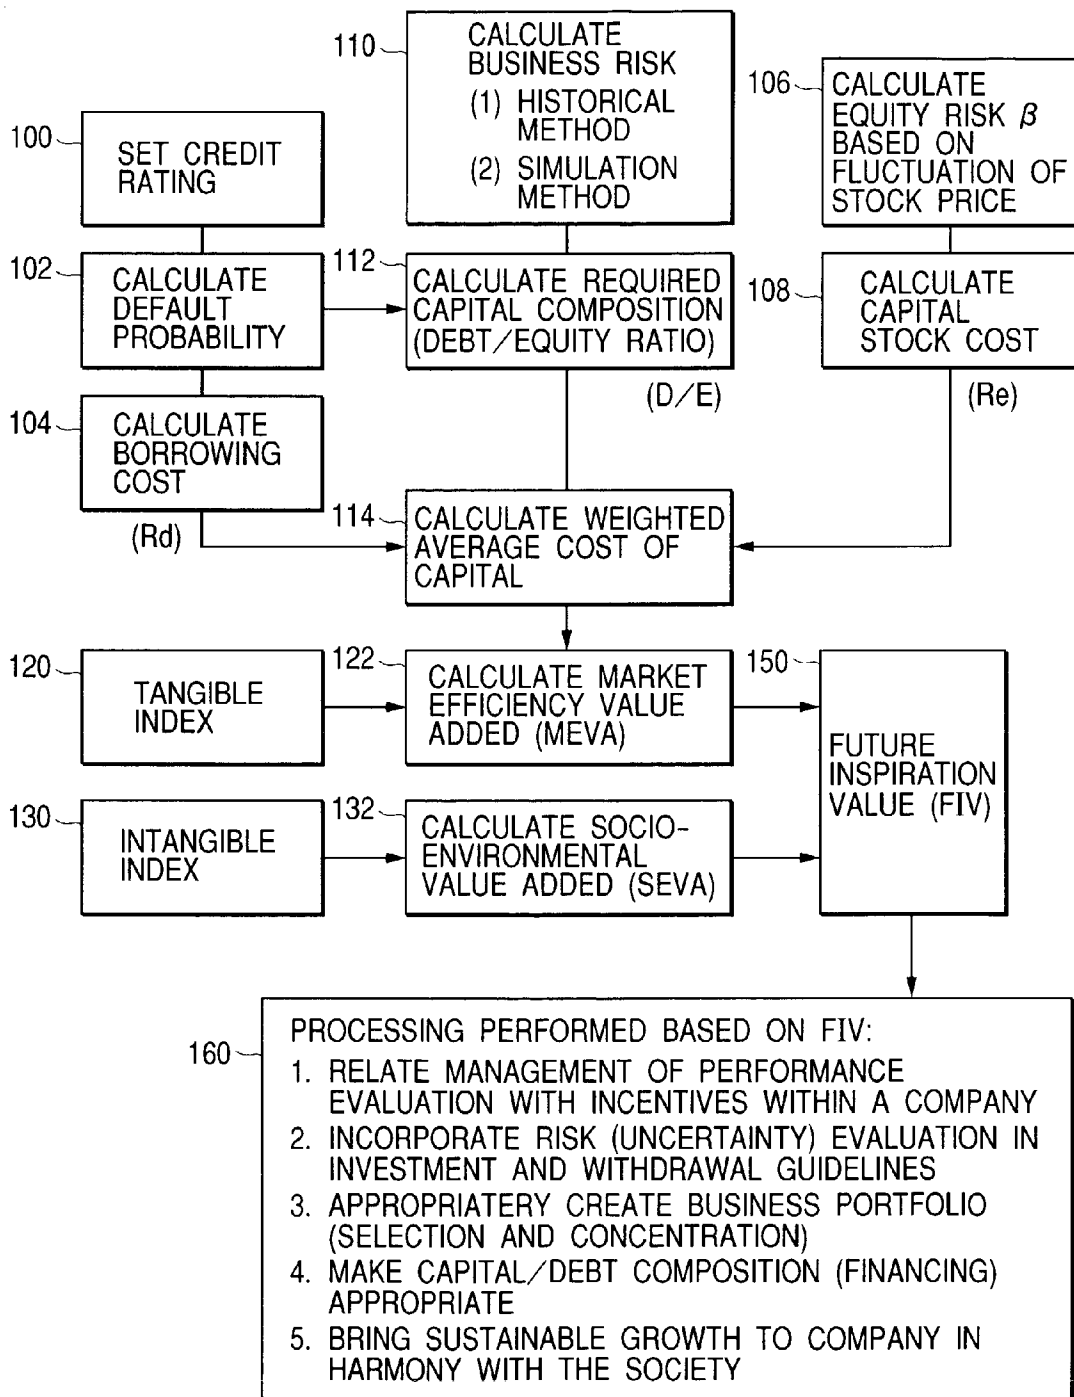 110
CALCULATE
BUSINESS RISK
(1) HISTORICAL
METHOD
(2) SIMULATION
METHOD
106
CALCULATE
EQUITY RISK β
BASED ON
FLUCTUATION OF
STOCK PRICE
100
SET CREDIT
RATING
102
CALCULATE
DEFAULT
PROBABILITY
112
CALCULATE REQUIRED
CAPITAL COMPOSITION
(DEBT/EQUITY RATIO)
108
CALCULATE
CAPITAL
STOCK COST
(D/E)
(Re)
104
CALCULATE
BORROWING
COST
(Rd)
114
CALCULATE WEIGHTED
AVERAGE COST OF
CAPITAL
120
TANGIBLE
INDEX
122
CALCULATE MARKET
EFFICIENCY VALUE
ADDED (MEVA)
150
FUTURE
INSPIRATION
VALUE (FIV)
130
INTANGIBLE
INDEX
132
CALCULATE SOCIO-
ENVIRONMENTAL
VALUE ADDED (SEVA)
160
PROCESSING PERFORMED BASED ON FIV:
1. RELATE MANAGEMENT OF PERFORMANCE
EVALUATION WITH INCENTIVES WITHIN A COMPANY
2. INCORPORATE RISK (UNCERTAINTY) EVALUATION IN
INVESTMENT AND WITHDRAWAL GUIDELINES
3. APPROPRIATERY CREATE BUSINESS PORTFOLIO
(SELECTION AND CONCENTRATION)
4. MAKE CAPITAL/DEBT COMPOSITION (FINANCING)
APPROPRIATE
5. BRING SUSTAINABLE GROWTH TO COMPANY IN
HARMONY WITH THE SOCIETY